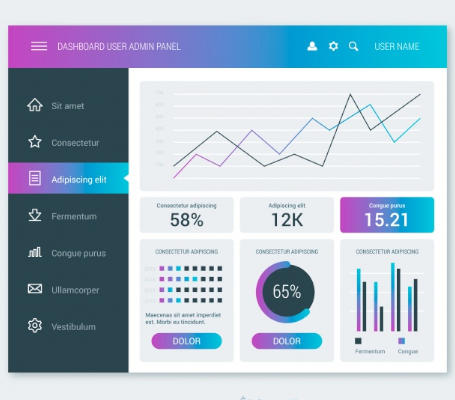 DASHBOARD USER ADMIN PANEL
USER NAME
Sit amet
Consectetur
Adipiscing elit
Fermentum
Congue purus
Ullamcorper
Vestibulum
Consectetur adipiscing
58%
Adipiscing elit
12K
Congue purus
15.21
CONSECTETUR ADIPISCING
Maecenas sit amet imperdiet
est. Morbi eu tincidunt.
DOLOR
CONSECTETUR ADIPISCING
65%
DOLOR
CONSECTETUR ADIPISCING
Fermentum
Congue